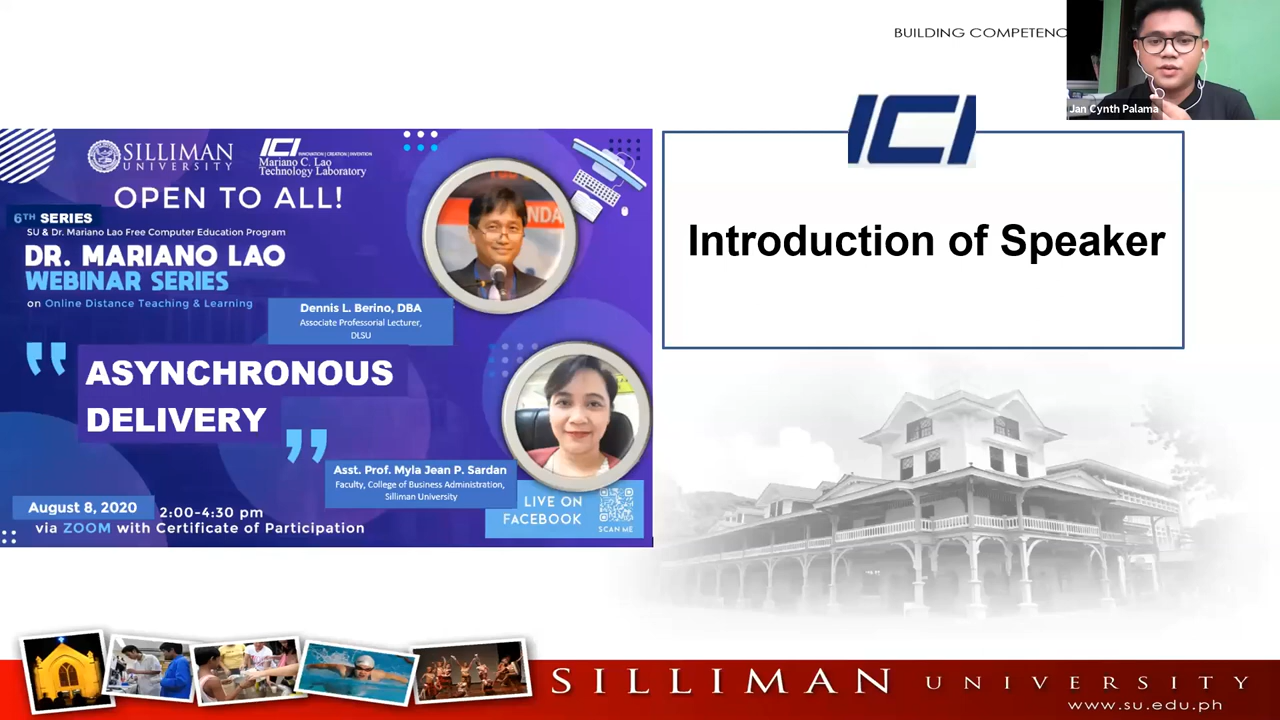 BUILDING COMPETENC
Jan Cynth Palama
ICI
SILLIMAN
UNIVERSITY
ICI INNOVATION | CREATION | INVENTION
Mariano C. Lao
Technology Laboratory
OPEN TO ALL!
6TH SERIES
SU & Dr. Mariano Lao Free Computer Education Program
DR. MARIANO LAO
WEBINAR SERIES
on Online Distance Teaching & Learning
NDA
Dennis L. Berino, DBA
Associate Professorial Lecturer,
DLSU
ASYNCHRONOUS
DELIVERY
Asst. Prof. Myla Jean P. Sardan
Faculty, College of Business Administration,
Silliman University
August 8, 2020 2:00-4:30 pm
via ZOOM with Certificate of Participation
LIVE ON
FACEBOOK
SCAN ME
Introduction of Speaker
SILLIMAN UNIVERSITY
www.su.edu.ph